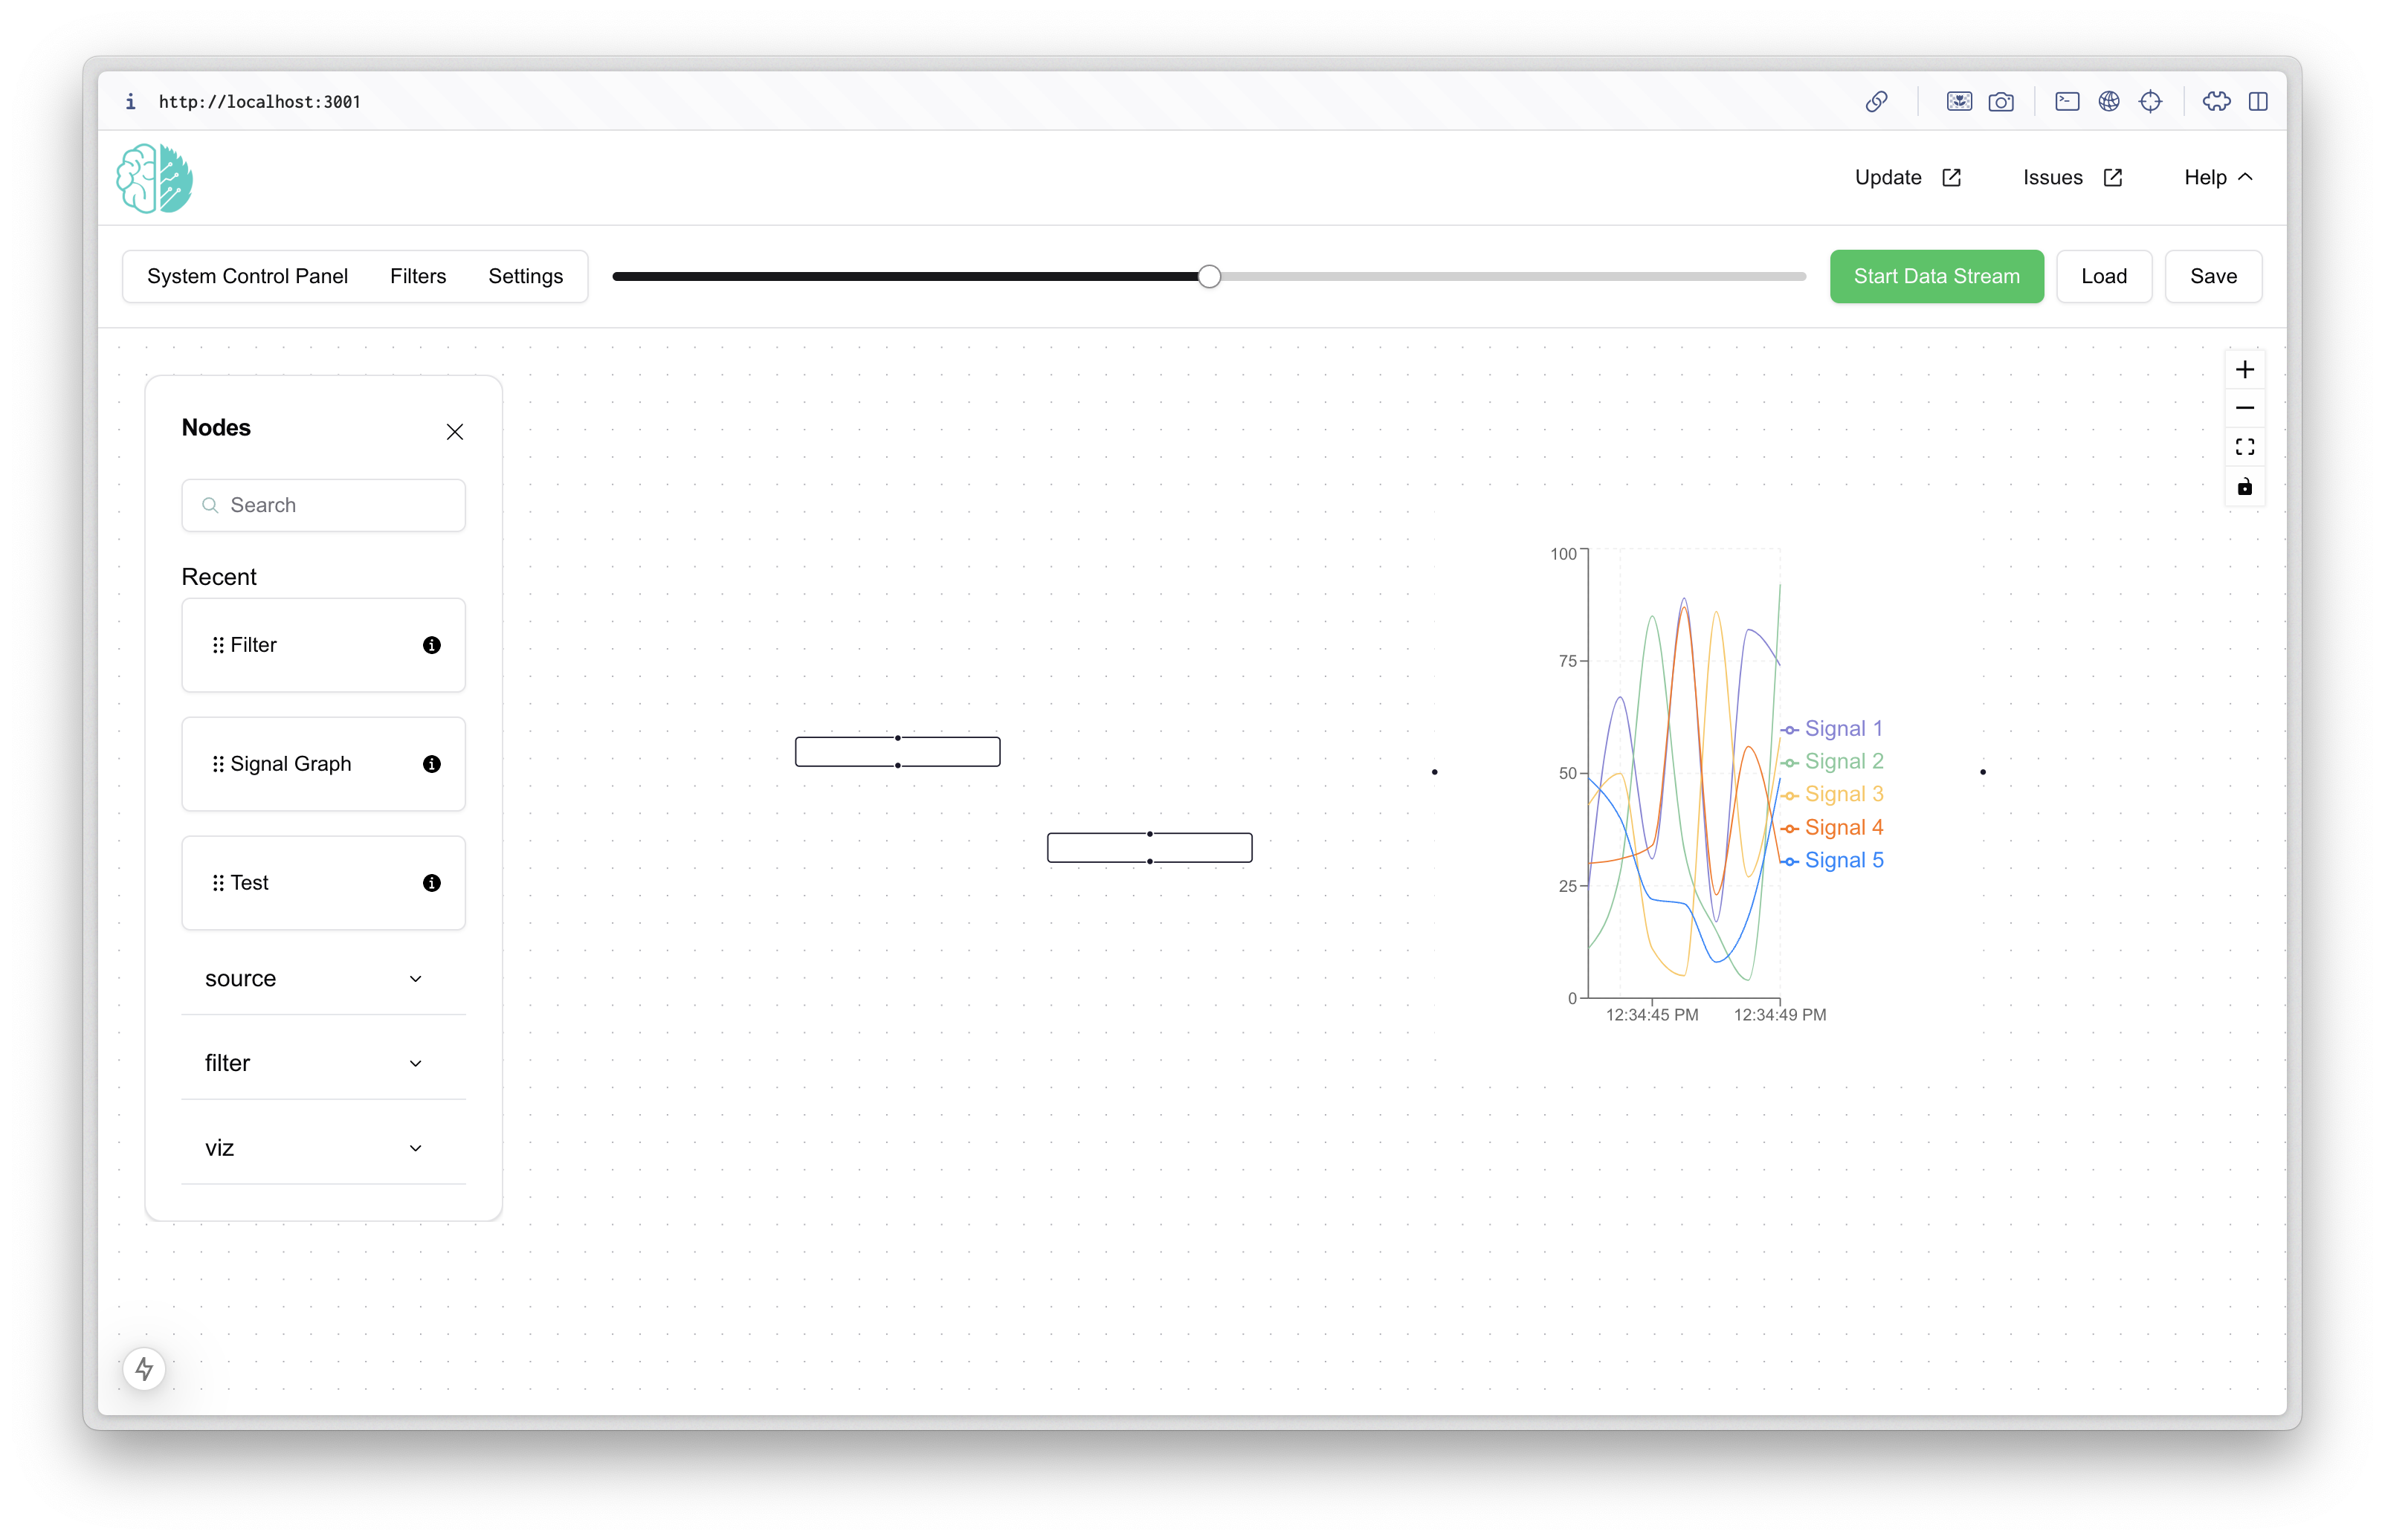 http://localhost:3001
Update Issues Help
System Control Panel Filters Settings Start Data Stream Load Save
Nodes
Search
Recent
Filter
Signal Graph
Test
source
filter
viz
100
75
50
25
0
12:34:45 PM 12:34:49 PM
Signal 1
Signal 2
Signal 3
Signal 4
Signal 5